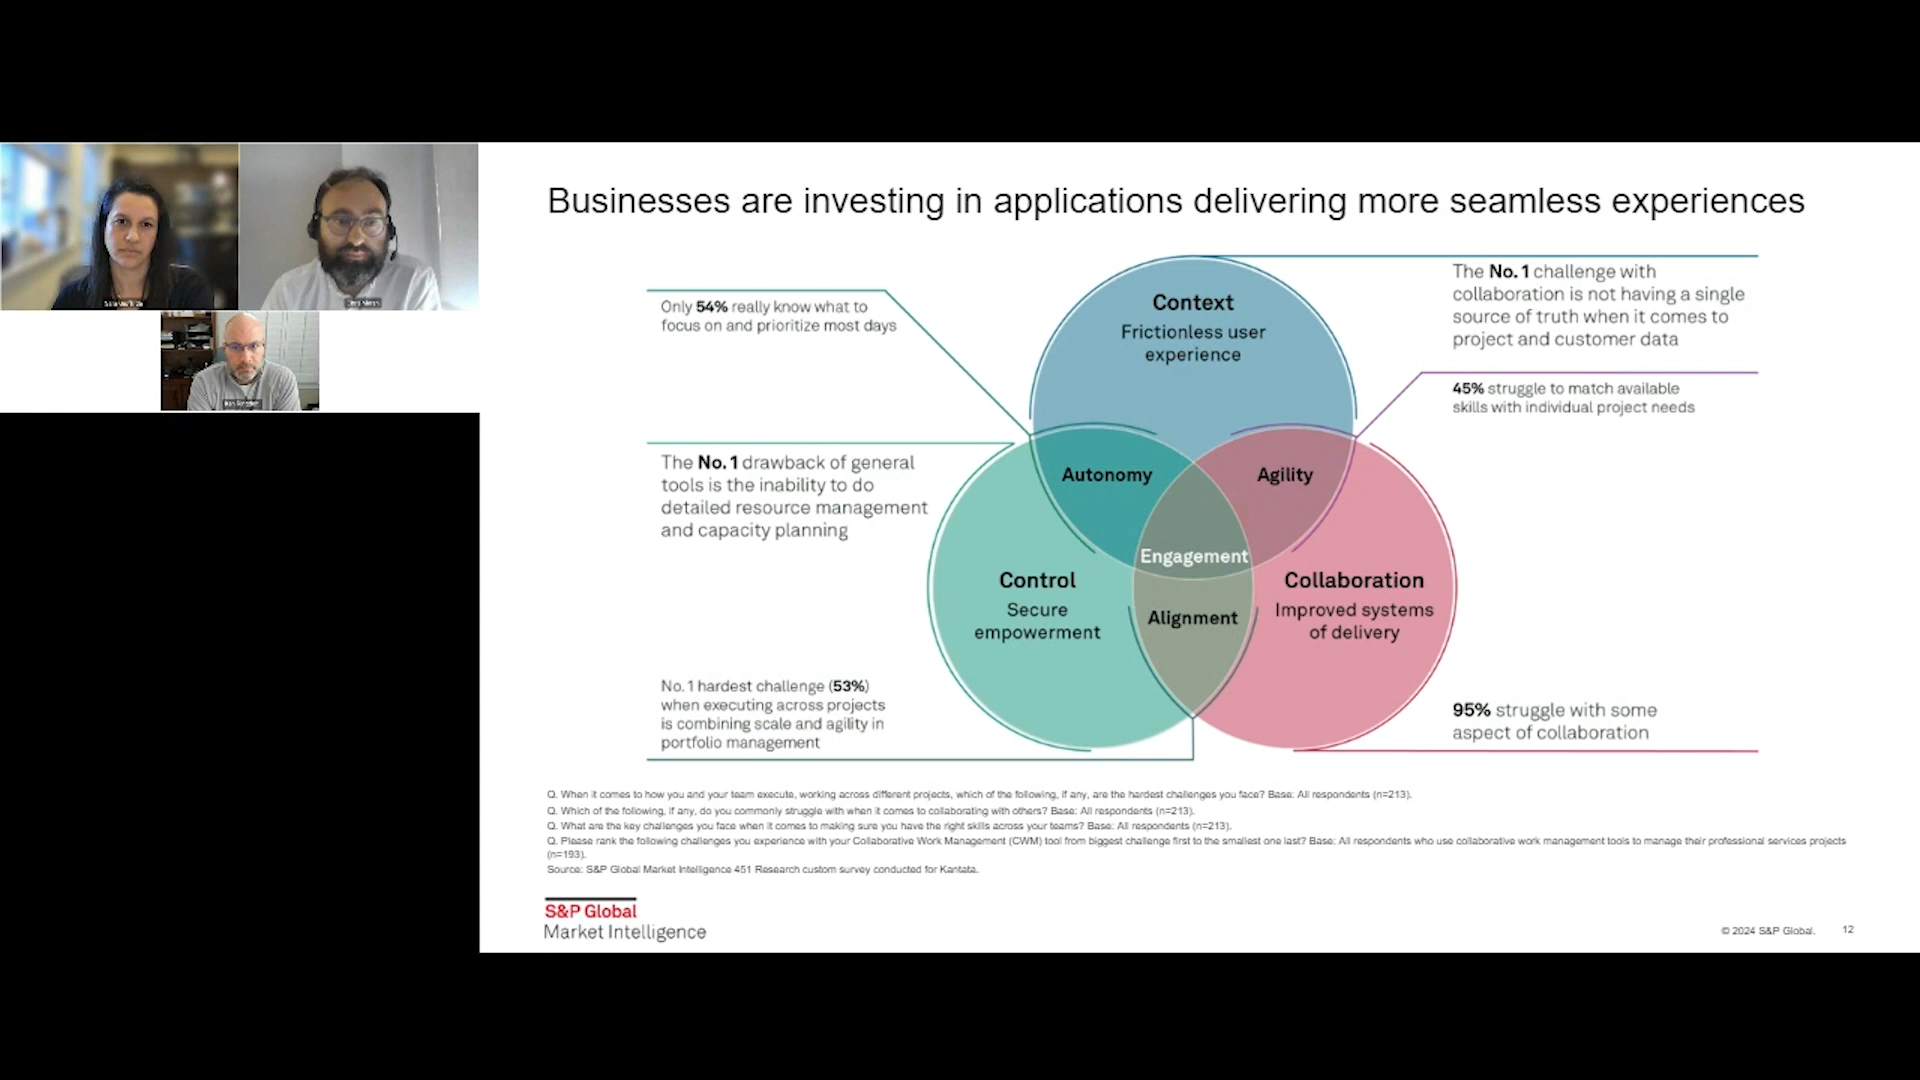 Businesses are investing in applications delivering more seamless experiences
Only 54% really know what to
focus on and prioritize most days
The No. 1 drawback of general
tools is the inability to do
detailed resource management
and capacity planning
No. 1 hardest challenge (53%)
when executing across projects
is combining scale and agility in
portfolio management
Context
Frictionless user
experience
Autonomy
Agility
Engagement
Control
Secure
empowerment
Alignment
Collaboration
Improved systems
of delivery
The No. 1 challenge with
collaboration is not having a single
source of truth when it comes to
project and customer data
45% struggle to match available
skills with individual project needs
95% struggle with some
aspect of collaboration
Q. When it comes to how you and your team execute, working across different projects, which of the following, if any, are the hardest challenges you face? Base: All respondents (n=213).
Q. Which of the following, if any, do you commonly struggle with when it comes to collaborating with others? Base: All respondents (n=213).
Q. What are the key challenges you face when it comes to making sure you have the right skills across your teams? Base: All respondents (n=213).
Q. Please rank the following challenges you experience with your Collaborative Work Management (CWM) tool from biggest challenge first to the smallest one last? Base: All respondents who use collaborative work management tools to manage their professional services projects
(n=193).
Source: S&P Global Market Intelligence 451 Research custom survey conducted for Kantata.
S&P Global
Market Intelligence
© 2024 S&P Global.
12